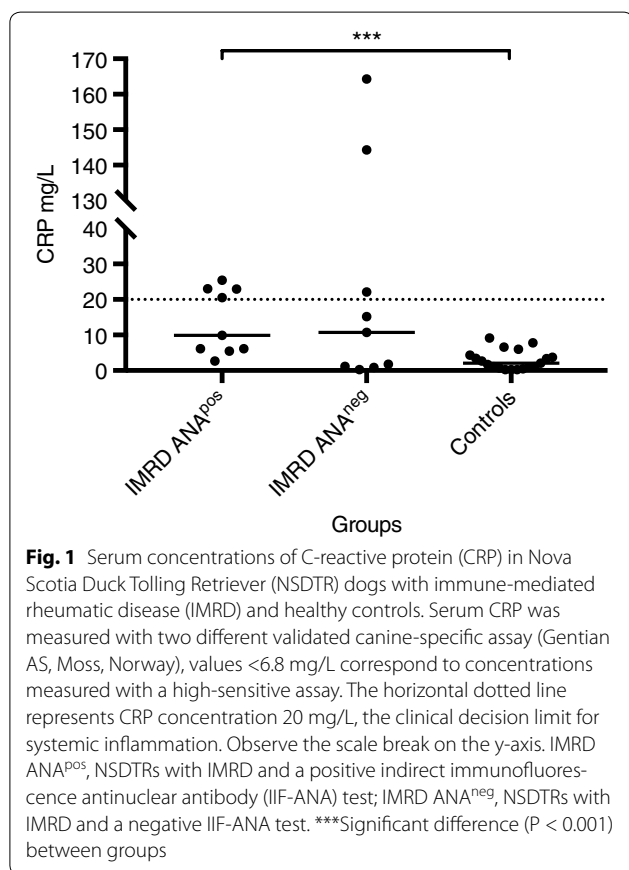 ***
170
160
150
140
130
40
30
20
10
0
CRP mg/L
IMRD ANApos
IMRD ANAneg
Controls
Groups
Fig. 1 Serum concentrations of C-reactive protein (CRP) in Nova
Scotia Duck Tolling Retriever (NSDTR) dogs with immune-mediated
rheumatic disease (IMRD) and healthy controls. Serum CRP was
measured with two different validated canine-specific assay (Gentian
AS, Moss, Norway), values <6.8 mg/L correspond to concentrations
measured with a high-sensitive assay. The horizontal dotted line
represents CRP concentration 20 mg/L, the clinical decision limit for
systemic inflammation. Observe the scale break on the y-axis. IMRD
ANApos, NSDTRs with IMRD and a positive indirect immunofluores-
cence antinuclear antibody (IIF-ANA) test; IMRD ANAneg, NSDTRs with
IMRD and a negative IIF-ANA test. ***Significant difference (P < 0.001)
between groups